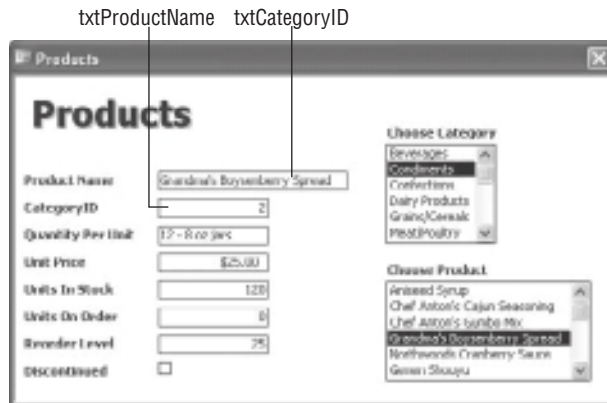 txtProductName txtCategoryID
Products
Products
Product Name Grandma's Boysenberry Spread
CategoryID 2
Quantity Per Unit 12 - 8 oz jars
Unit Price $25.00
Units In Stock 120
Units On Order 0
Reorder Level 25
Discontinued
Choose Category
Beverages
Condiments
Confections
Dairy Products
Grains/Cereals
Meat/Poultry
Choose Product
Aniseed Syrup
Chef Anton's Cajun Seasoning
Chef Anton's Gumbo Mix
Grandma's Boysenberry Spread
Northwoods Cranberry Sauce
Genen Shouyu